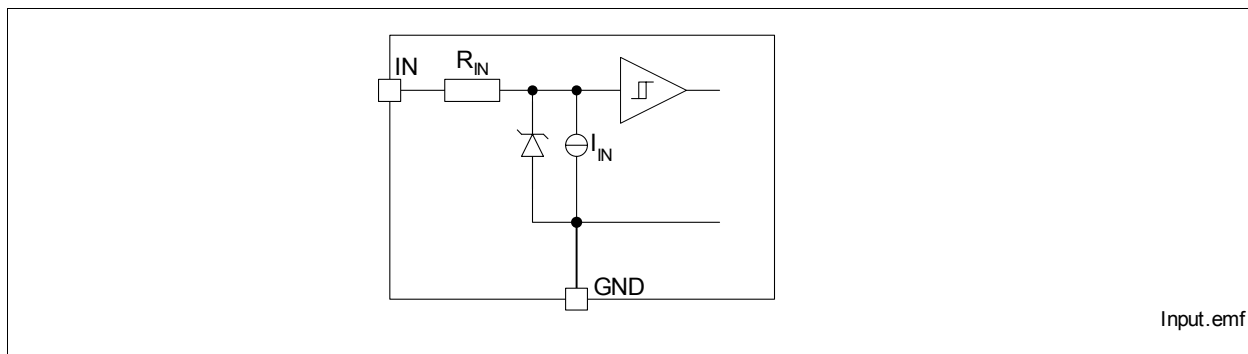 IN
R_IN
I_IN
GND
Input.emf